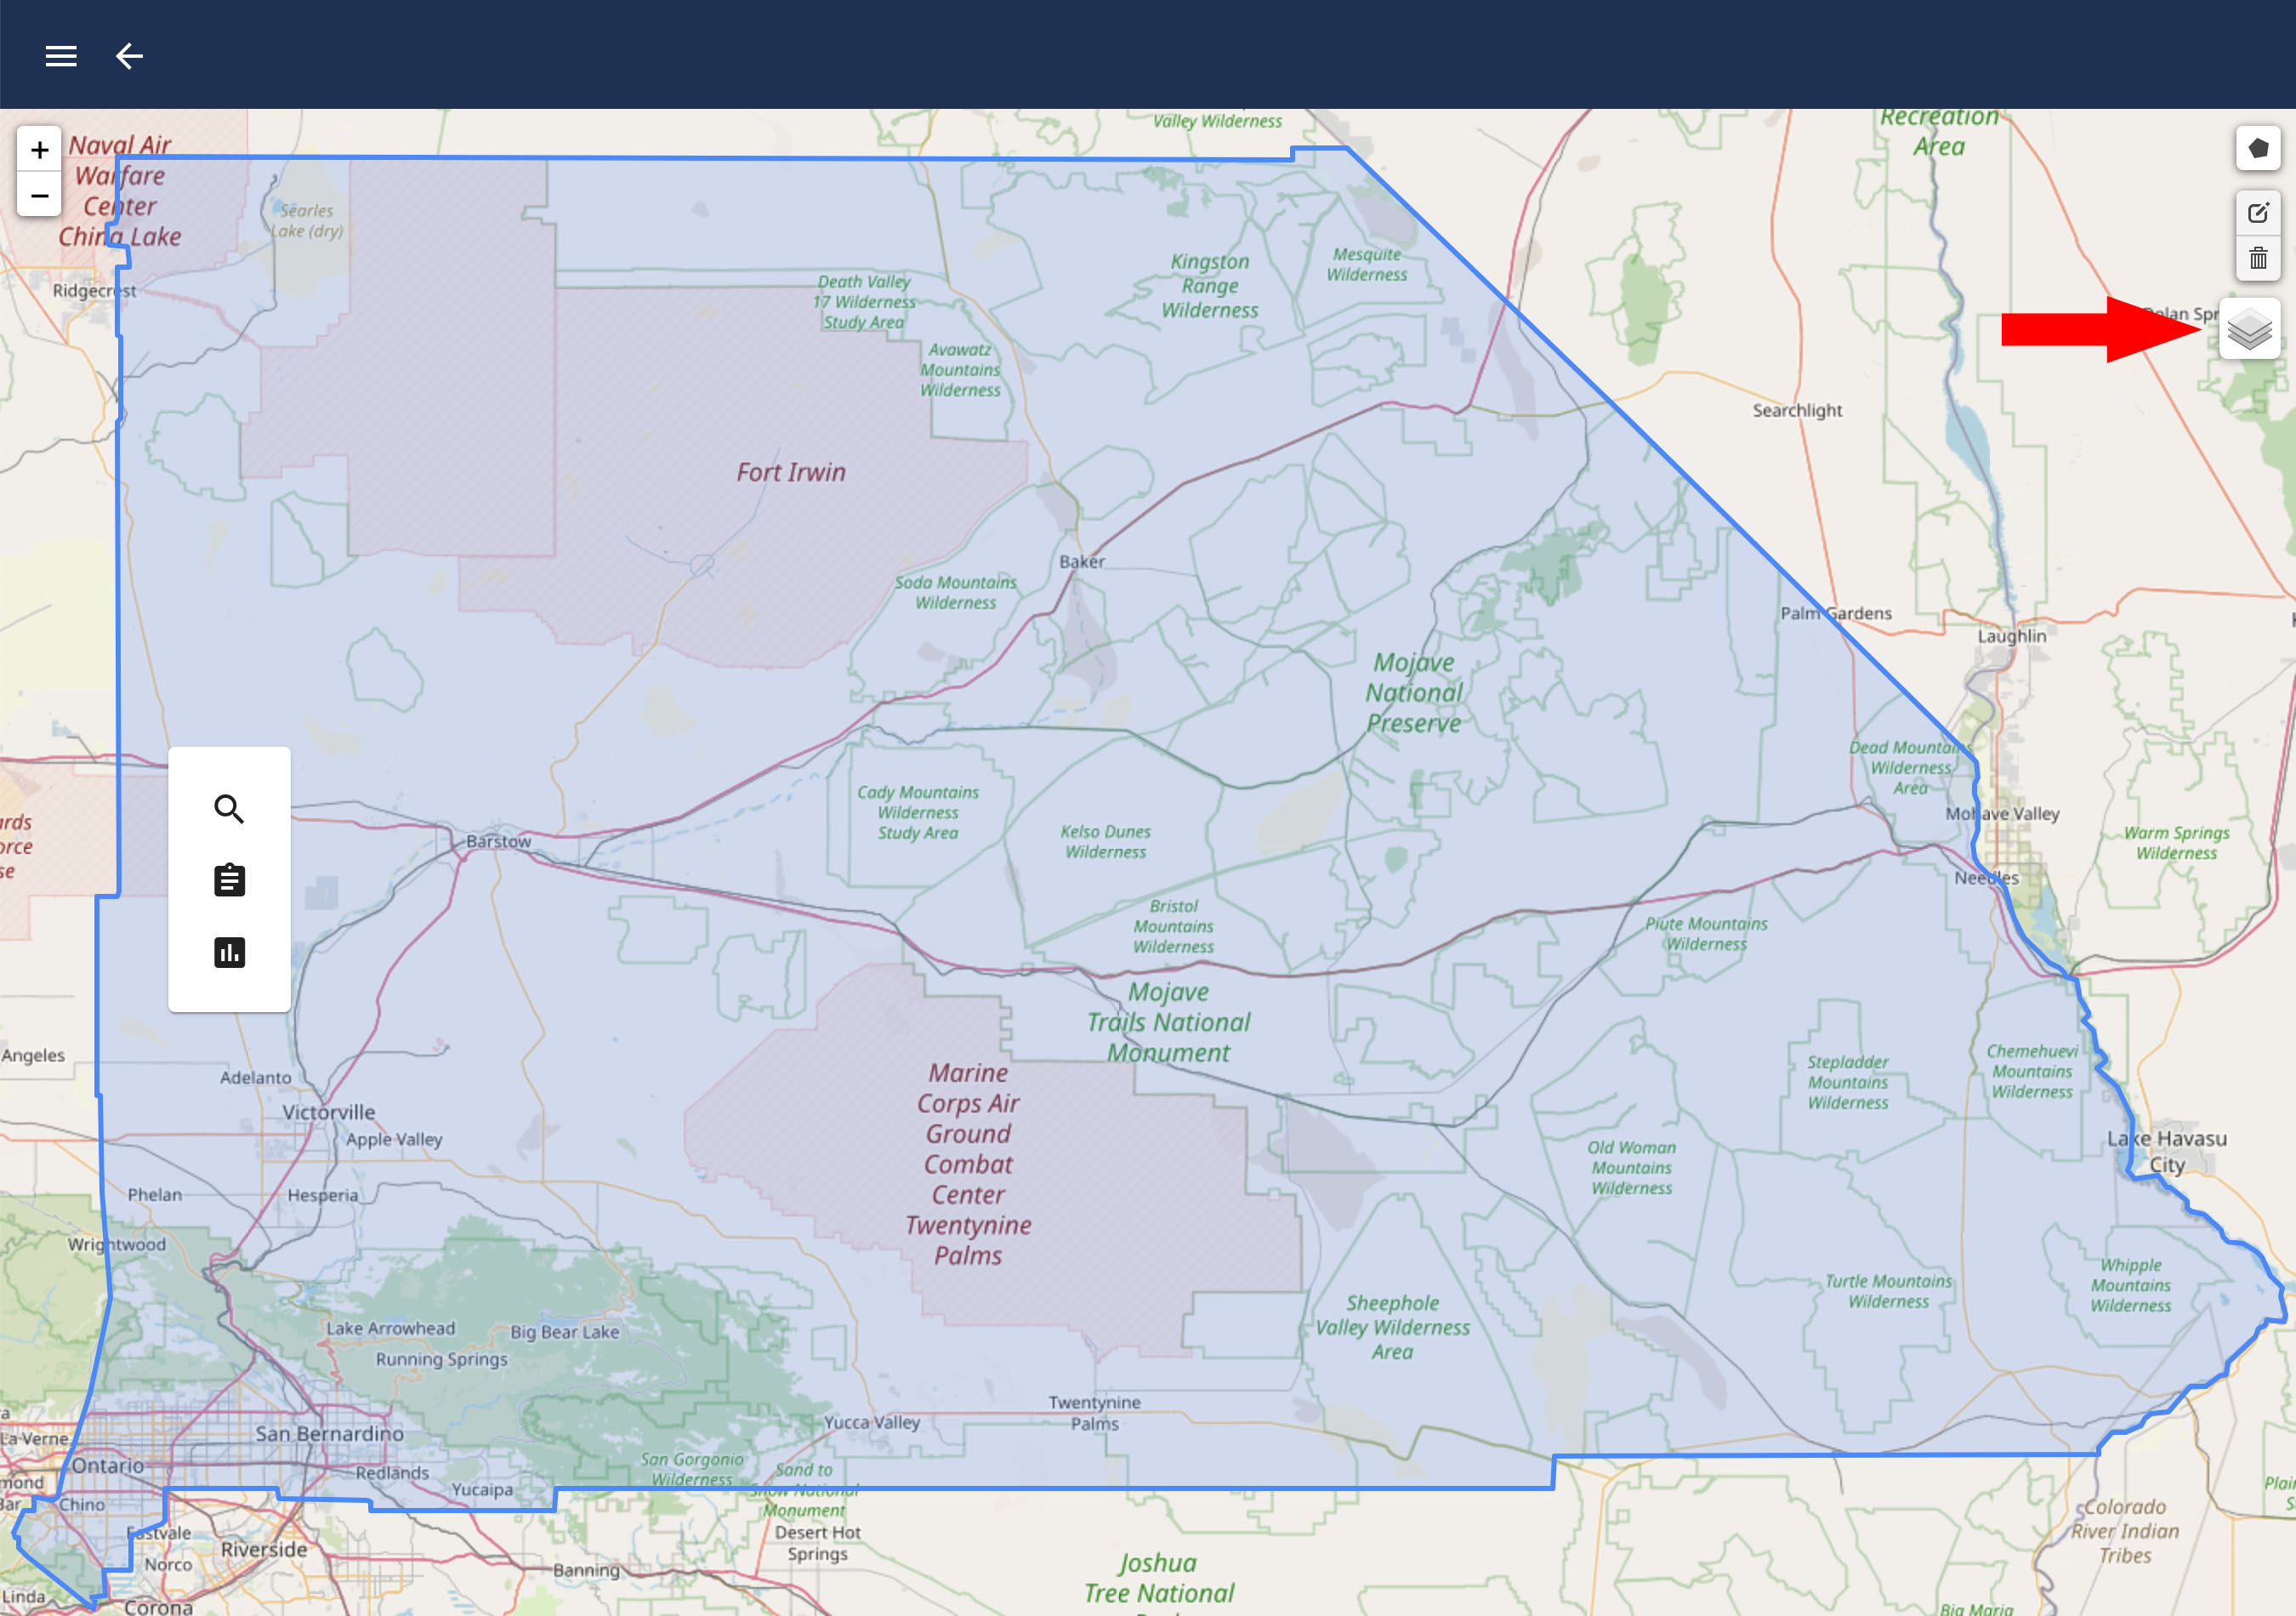 Valley Wilderness
Recreation
Area
Naval Air
Warfare
Center
China Lake
+
−
Searles
Lake (dry)
Ridgecrest
Death Valley
17 Wilderness
Study Area
Kingston
Range
Wilderness
Mesquite
Wilderness
Avawatz
Mountains
Wilderness
Dolan Spr
Searchlight
Fort Irwin
Baker
Soda Mountains
Wilderness
Palm Gardens
Laughlin
Mojave
National
Preserve
Dead Mountains
Wilderness
Area
Mohave Valley
Cady Mountains
Wilderness
Study Area
Kelso Dunes
Wilderness
Warm Springs
Wilderness
Barstow
Needles
Bristol
Mountains
Wilderness
Piute Mountains
Wilderness
Mojave
Trails National
Monument
Angeles
Adelanto
Victorville
Apple Valley
Marine
Corps Air
Ground
Combat
Center
Twentynine
Palms
Stepladder
Mountains
Wilderness
Chemehuevi
Mountains
Wilderness
Old Woman
Mountains
Wilderness
Lake Havasu
City
Phelan
Hesperia
Wrightwood
Lake Arrowhead
Big Bear Lake
Running Springs
Sheephole
Valley Wilderness
Area
Turtle Mountains
Wilderness
Whipple
Mountains
Wilderness
Twentynine
Palms
Yucca Valley
San Bernardino
La-Verne
Ontario
Redlands
San Gorgonio
Wilderness
Yucaipa
Sand to
Snow National
Monument
mond
Bar
Chino
Eastvale
Norco
Riverside
Desert Hot
Springs
Banning
Linda
Corona
Joshua
Tree National
Colorado
River Indian
Tribes
Plai
Big Maria